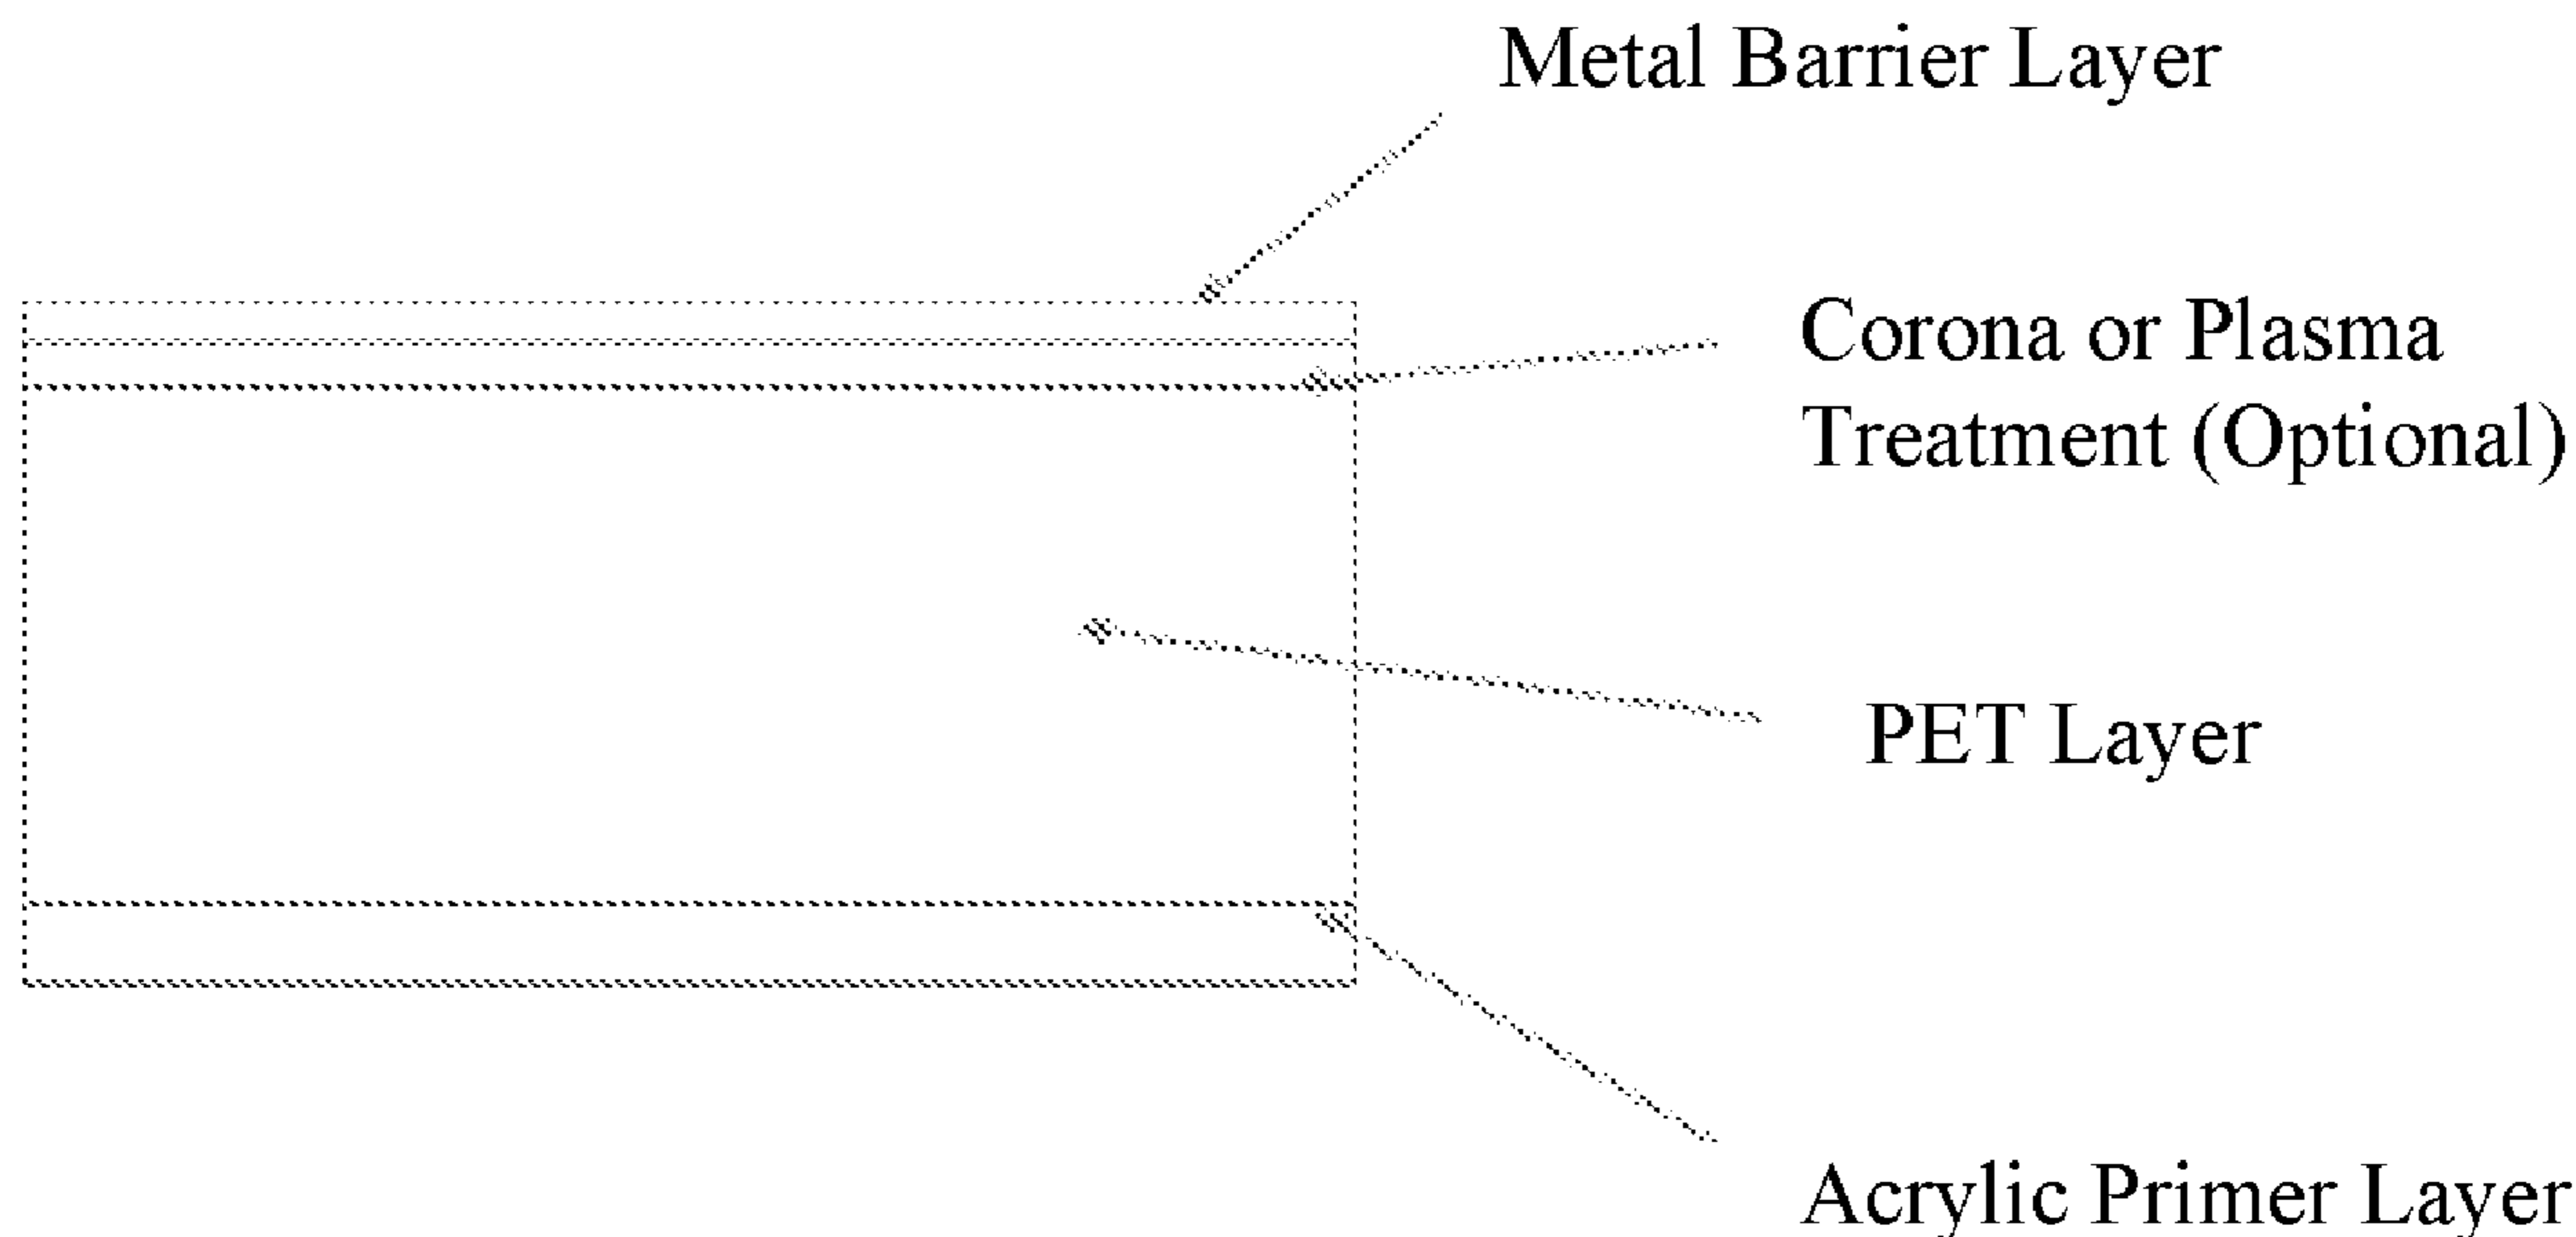 Metal Barrier Layer
Corona or Plasma
Treatment (Optional)
PET Layer
Acrylic Primer Layer